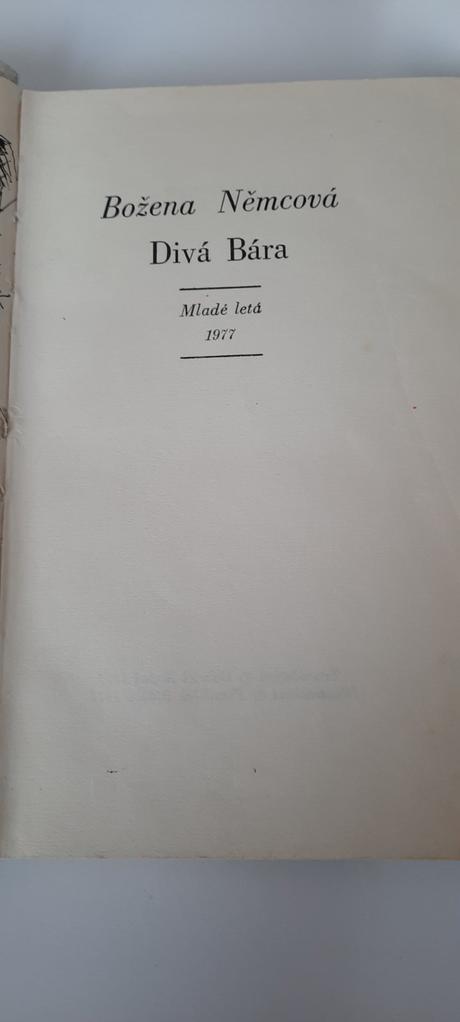 Božena Němcová
Divá Bára
Mladé letá
1977